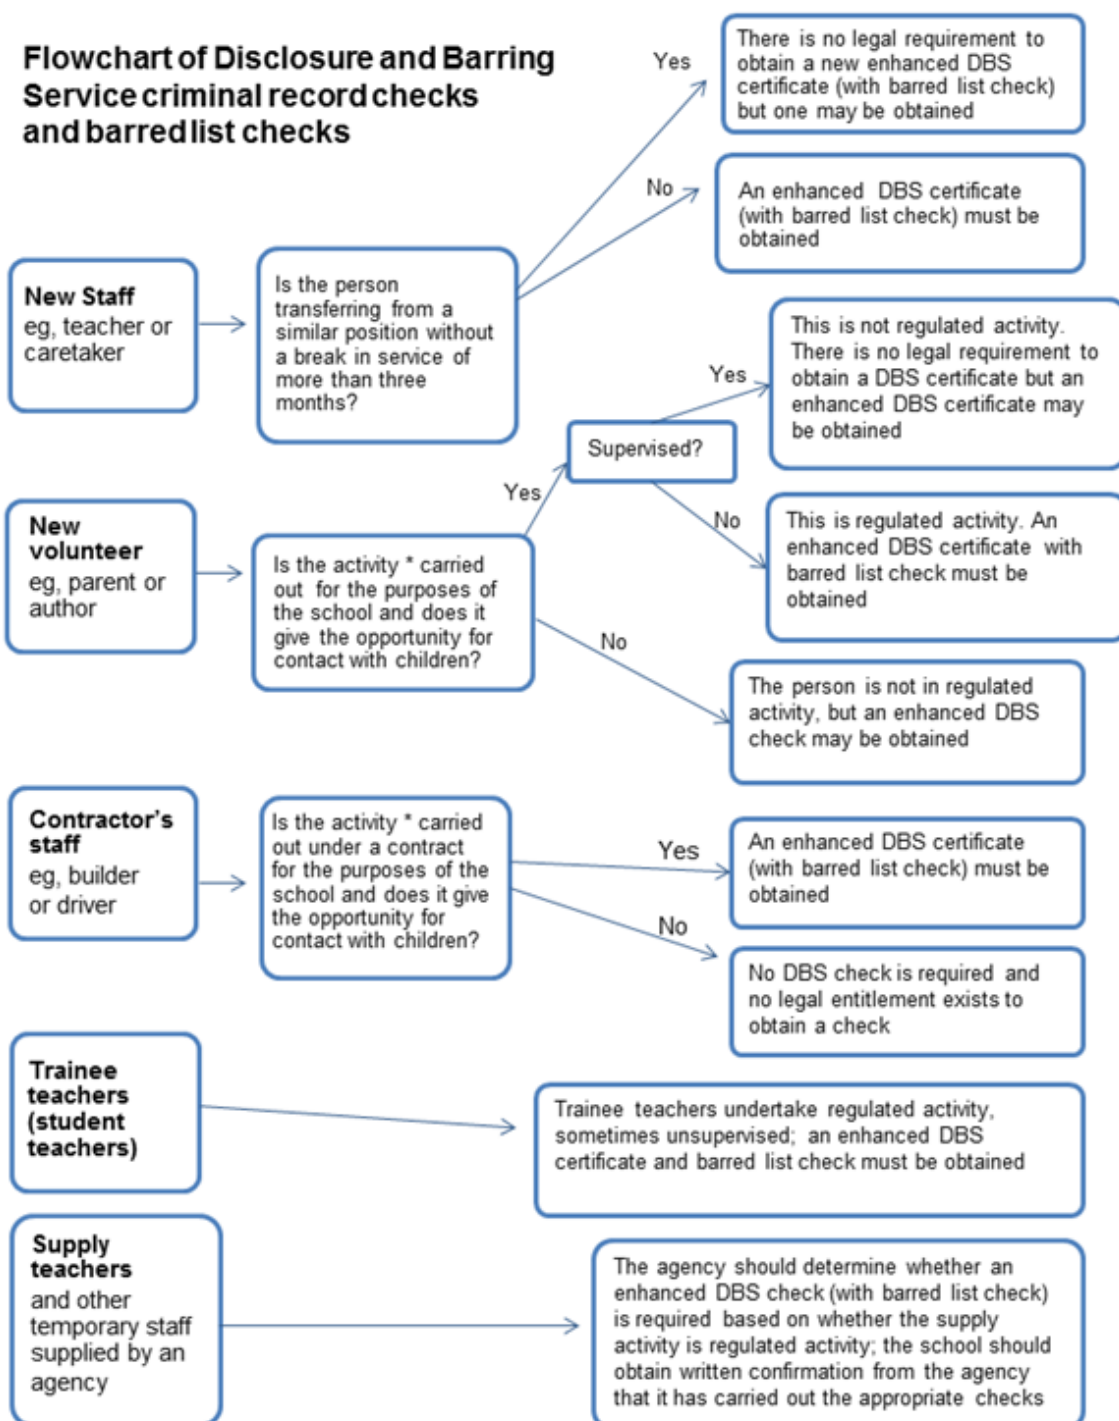 Flowchart of Disclosure and Barring
Service criminal record checks
and barred list checks
Yes
There is no legal requirement to
obtain a new enhanced DBS
certificate (with barred list check)
but one may be obtained
No
An enhanced DBS certificate
(with barred list check) must be
obtained
New Staff
eg, teacher or
caretaker
Is the person
transferring from a
similar position without
a break in service of
more than three
months?
This is not regulated activity.
There is no legal requirement to
obtain a DBS certificate but an
enhanced DBS certificate may
be obtained
Yes
Supervised?
Yes
No
This is regulated activity. An
enhanced DBS certificate with
barred list check must be
obtained
New
volunteer
eg, parent or
author
Is the activity * carried
out for the purposes of
the school and does it
give the opportunity for
contact with children?
No
The person is not in regulated
activity, but an enhanced DBS
check may be obtained
Contractor's
staff
eg, builder
or driver
Is the activity * carried
out under a contract
for the purposes of the
school and does it give
the opportunity for
contact with children?
Yes
An enhanced DBS certificate
(with barred list check) must be
obtained
No
No DBS check is required and
no legal entitlement exists to
obtain a check
Trainee
teachers
(student
teachers)
Trainee teachers undertake regulated activity,
sometimes unsupervised; an enhanced DBS
certificate and barred list check must be obtained
Supply
teachers
and other
temporary staff
supplied by an
agency
The agency should determine whether an
enhanced DBS check (with barred list check)
is required based on whether the supply
activity is regulated activity; the school should
obtain written confirmation from the agency
that it has carried out the appropriate checks